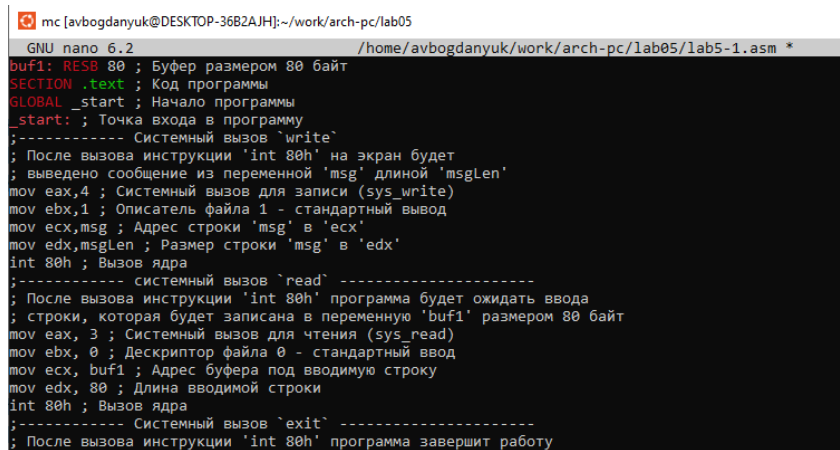 mc [avbogdanyuk@DESKTOP-36B2AJH]:~/work/arch-pc/lab05
GNU nano 6.2 /home/avbogdanyuk/work/arch-pc/lab05/lab5-1.asm *
buf1: RESB 80 ; Буфер размером 80 байт
SECTION .text ; Код программы
GLOBAL _start ; Начало программы
_start: ; Точка входа в программу
;------------ Системный вызов `write`
; После вызова инструкции 'int 80h' на экран будет
; выведено сообщение из переменной 'msg' длиной 'msgLen'
mov eax,4 ; Системный вызов для записи (sys_write)
mov ebx,1 ; Описатель файла 1 - стандартный вывод
mov ecx,msg ; Адрес строки 'msg' в 'ecx'
mov edx,msgLen ; Размер строки 'msg' в 'edx'
int 80h ; Вызов ядра
;------------ системный вызов `read` ----------------------
; После вызова инструкции 'int 80h' программа будет ожидать ввода
; строки, которая будет записана в переменную 'buf1' размером 80 байт
mov eax, 3 ; Системный вызов для чтения (sys_read)
mov ebx, 0 ; Дескриптор файла 0 - стандартный ввод
mov ecx, buf1 ; Адрес буфера под вводимую строку
mov edx, 80 ; Длина вводимой строки
int 80h ; Вызов ядра
;------------ Системный вызов `exit` ----------------------
; После вызова инструкции 'int 80h' программа завершит работу